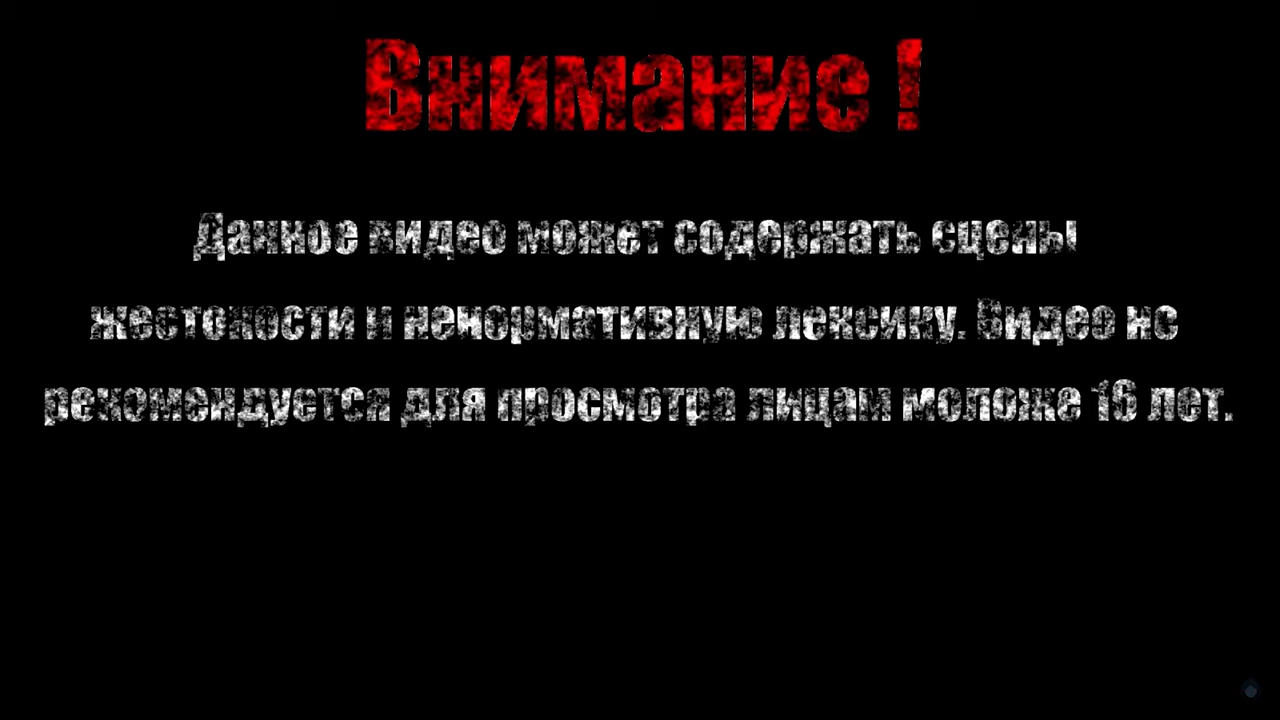 Внимание !
Данное видео может содержать сцены
жестокости и ненормативную лексику. Видео не
рекомендуется для просмотра лицам моложе 16 лет.